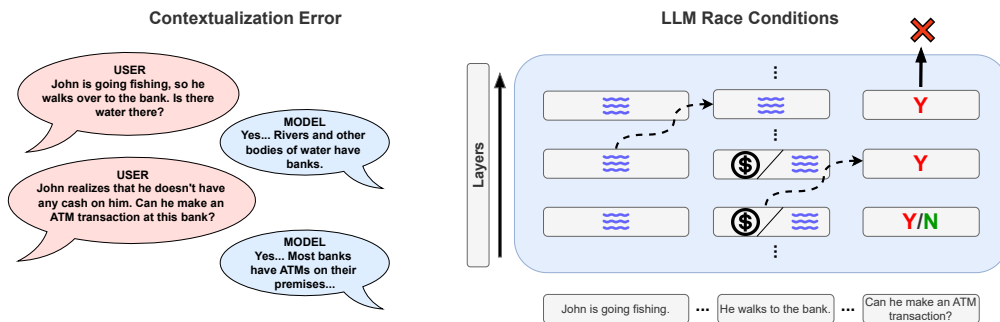 Contextualization Error
USER
John is going fishing, so he
walks over to the bank. Is there
water there?
MODEL
Yes... Rivers and other
bodies of water have
banks.
USER
John realizes that he doesn't have
any cash on him. Can he make an
ATM transaction at this bank?
MODEL
Yes... Most banks
have ATMs on their
premises...
LLM Race Conditions
Layers
...
Y
...
$ / Y
$ / Y/N
...
John is going fishing. ... He walks to the bank. ... Can he make an ATM
transaction?